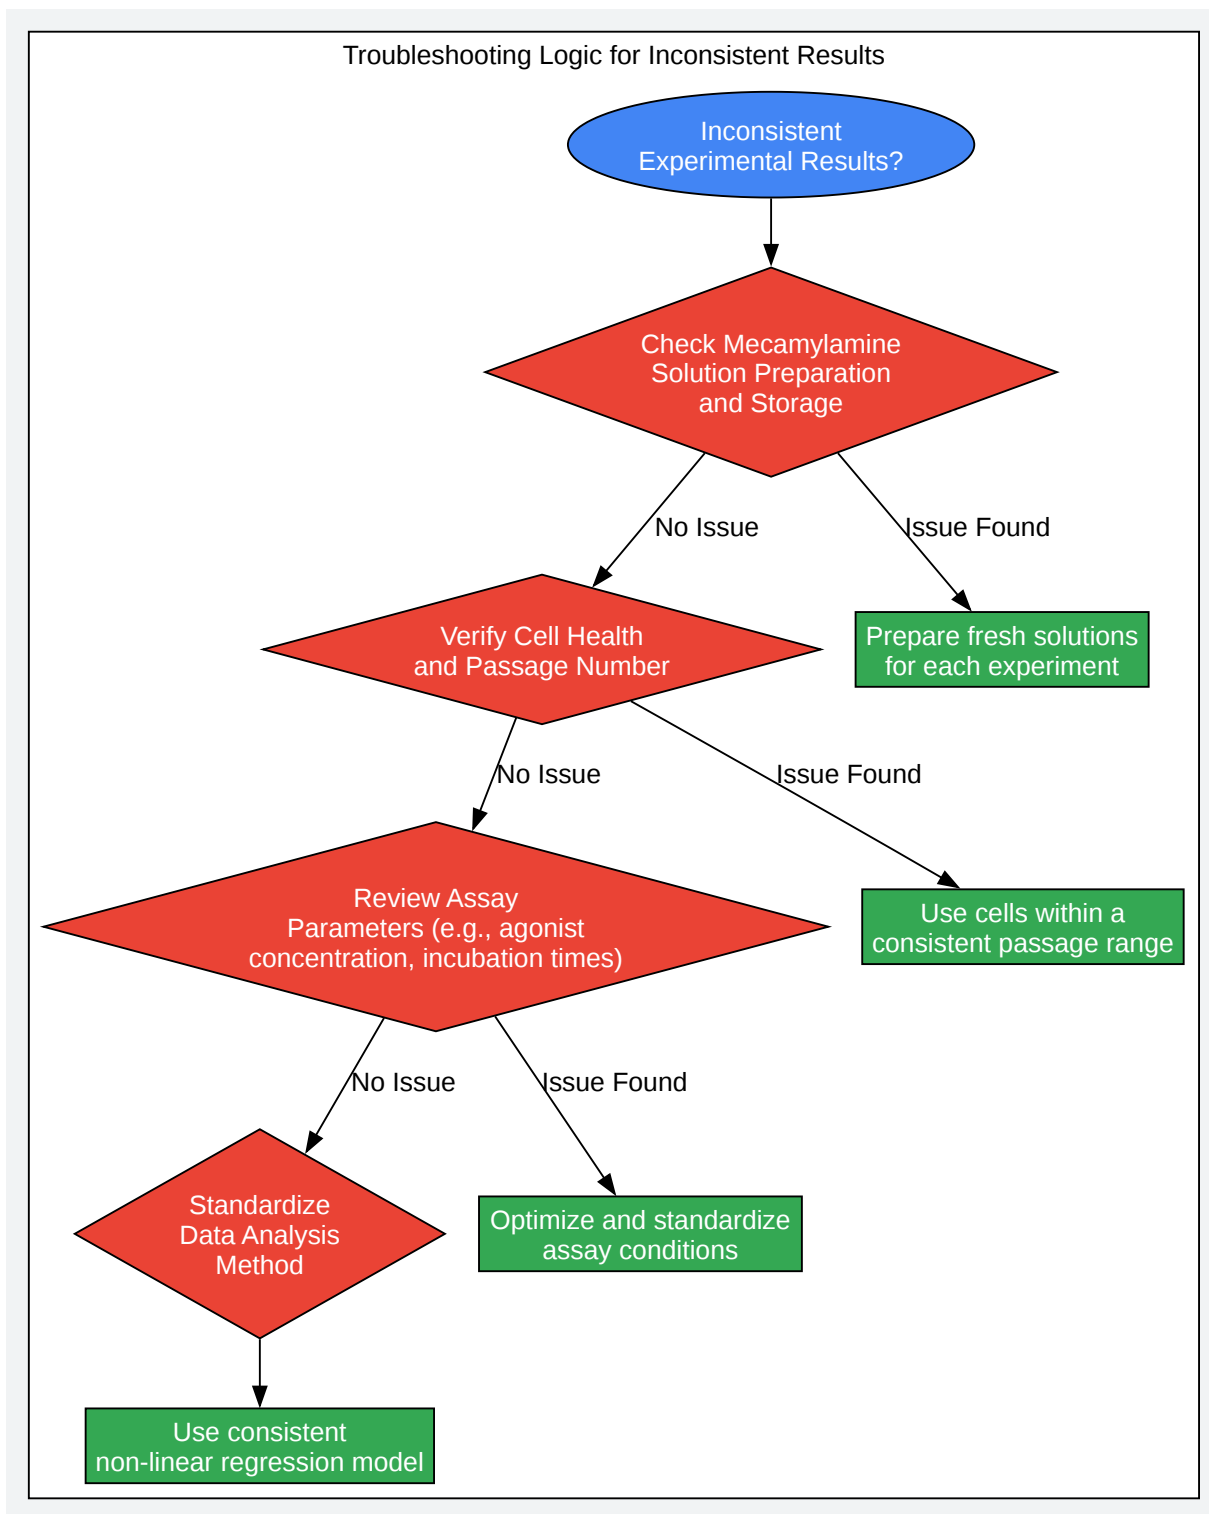 Troubleshooting Logic for Inconsistent Results
Inconsistent
Experimental Results?
Check Mecamylamine
Solution Preparation
and Storage
No Issue
Issue Found
Verify Cell Health
and Passage Number
Prepare fresh solutions
for each experiment
No Issue
Issue Found
Review Assay
Parameters (e.g., agonist
concentration, incubation times)
Use cells within a
consistent passage range
No Issue
Issue Found
Standardize
Data Analysis
Method
Optimize and standardize
assay conditions
Use consistent
non-linear regression model